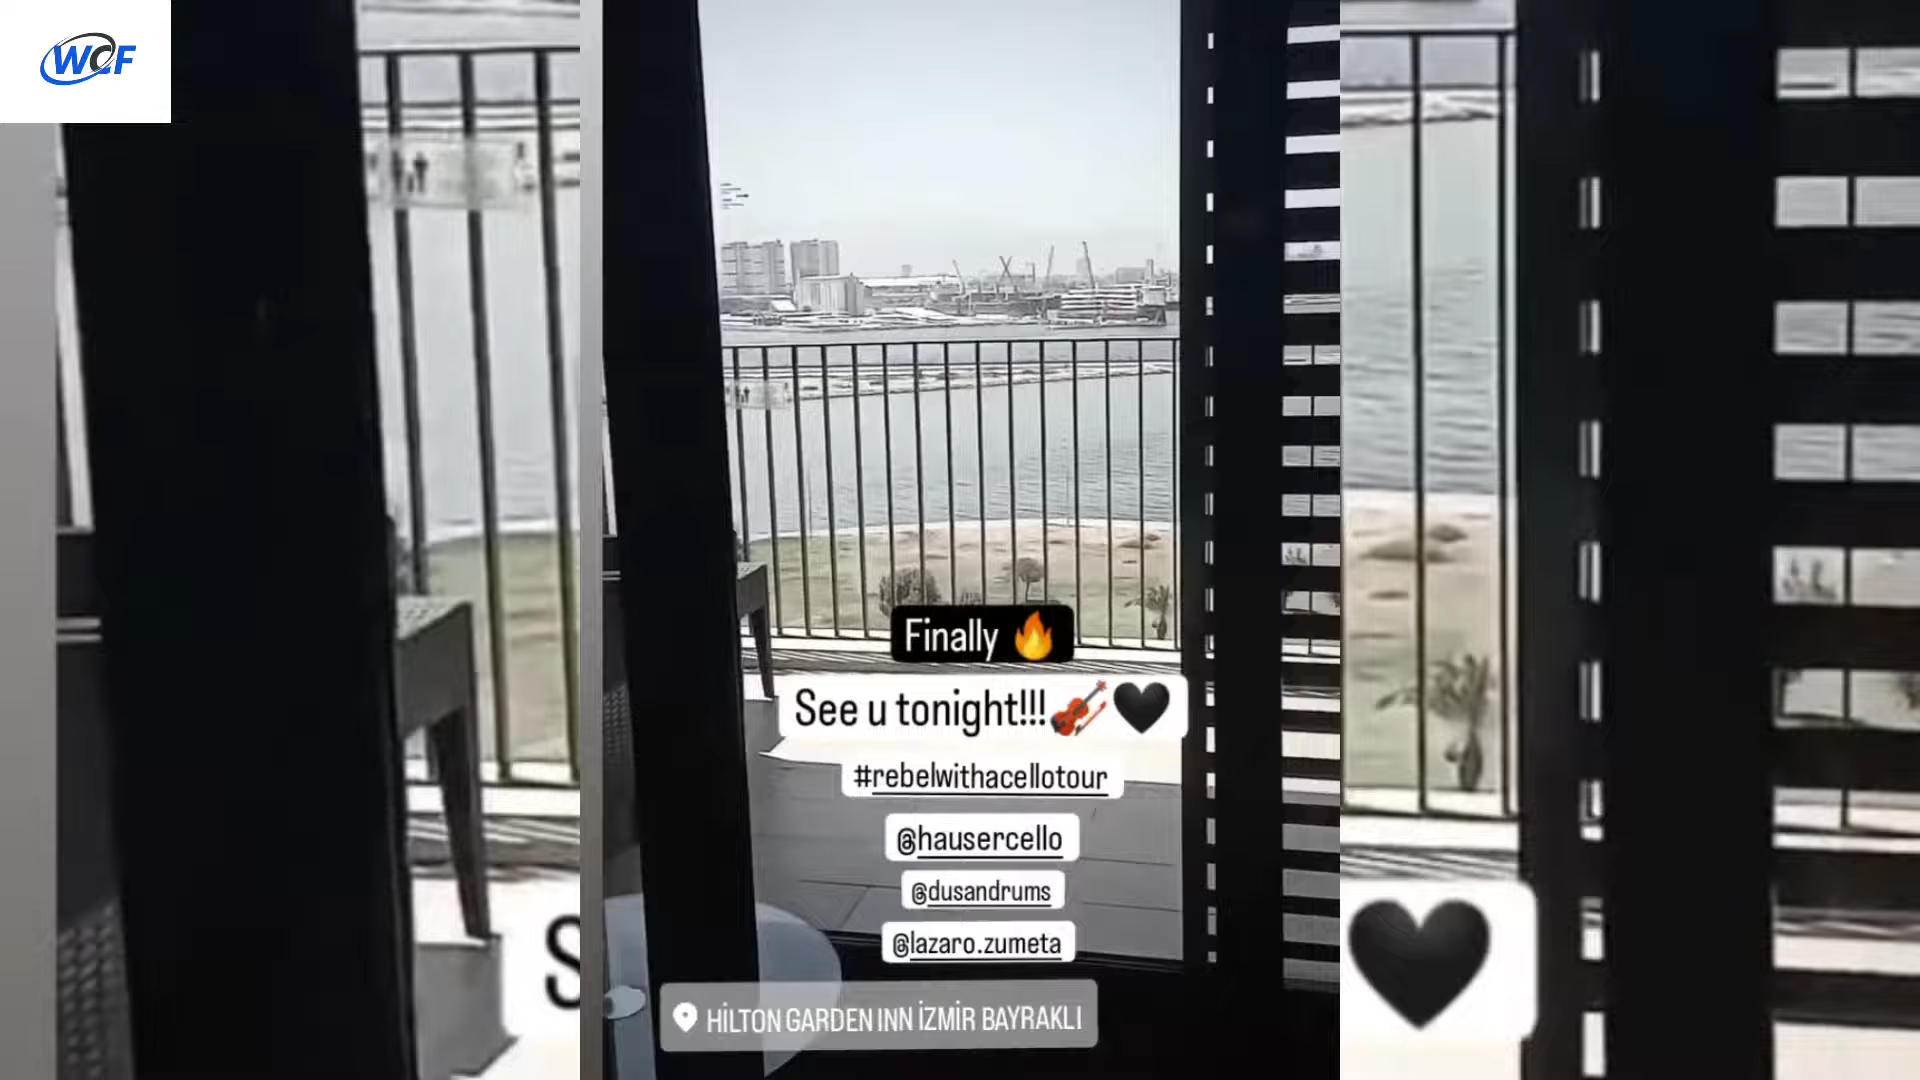 WCF
Finally 🔥
See u tonight!!!🎻🖤
#rebelwithacellotour
@hausercello
@dusandrums
@lazaro.zumeta
HİLTON GARDEN INN İZMİR BAYRAKLI
S